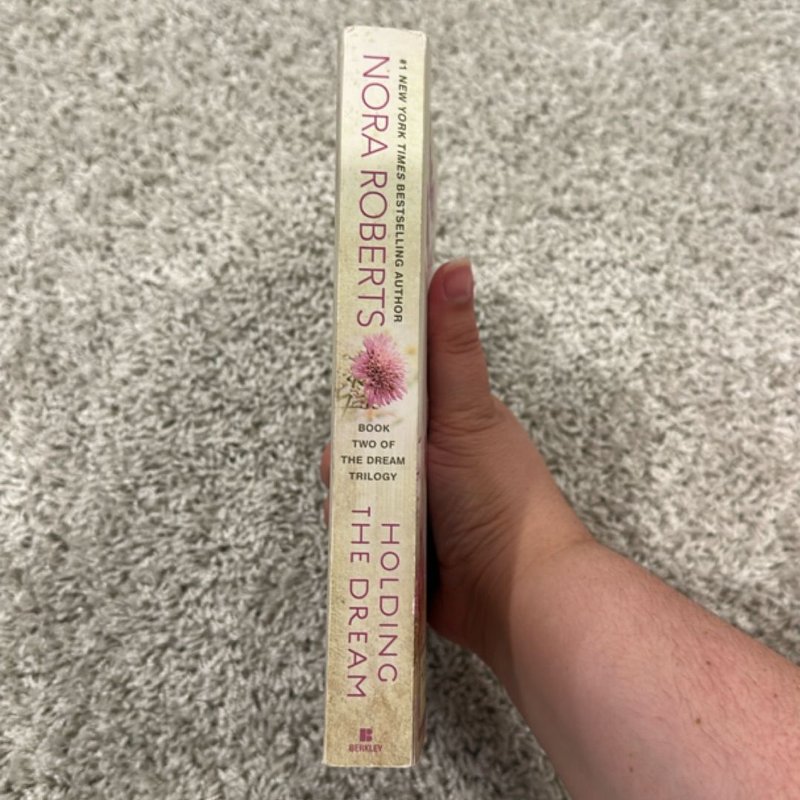 #1 NEW YORK TIMES BESTSELLING AUTHOR
NORA ROBERTS
BOOK
TWO OF
THE DREAM
TRILOGY
HOLDING
THE DREAM
B
BERKLEY